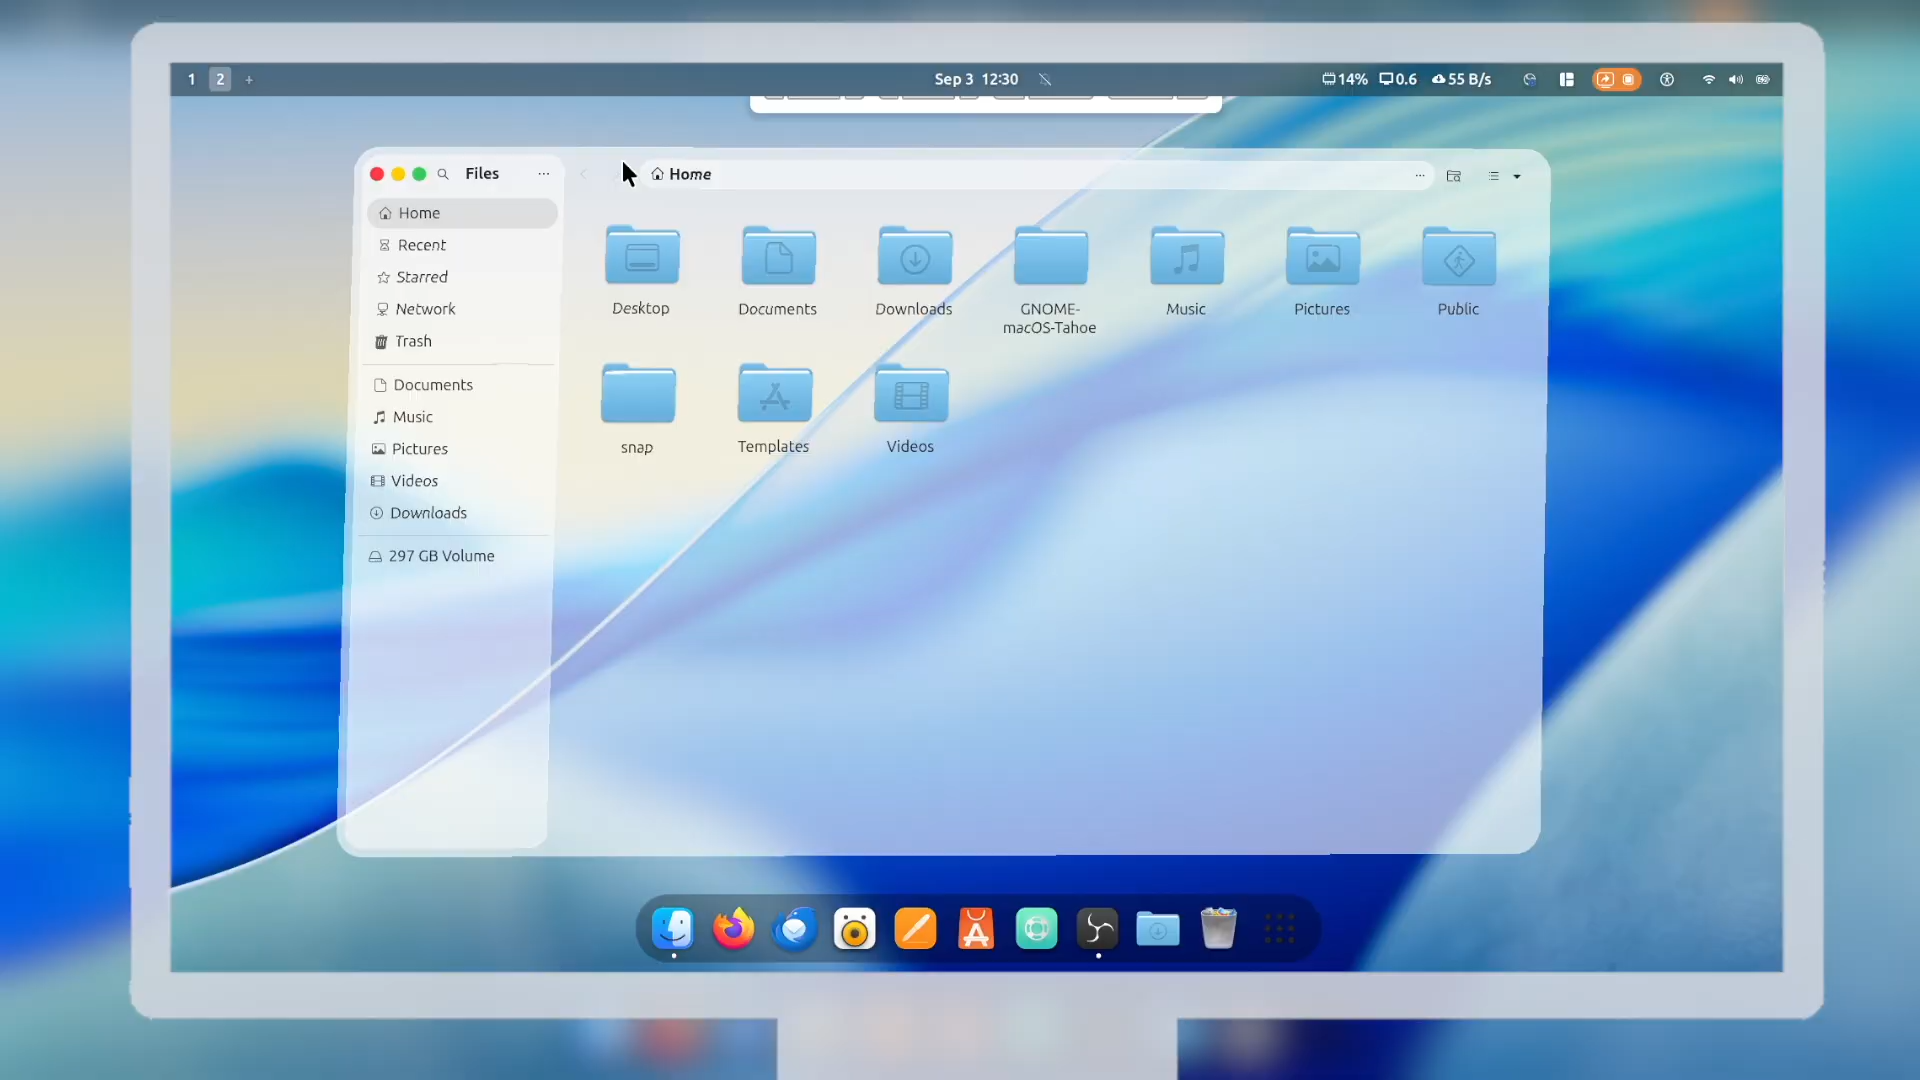 1 2 +
Sep 3 12:30
14% 0.6 55 B/s
Files
Home
Home
Recent
Starred
Network
Trash
Documents
Music
Pictures
Videos
Downloads
297 GB Volume
Desktop
Documents
Downloads
GNOME-
macOS-Tahoe
Music
Pictures
Public
snap
Templates
Videos